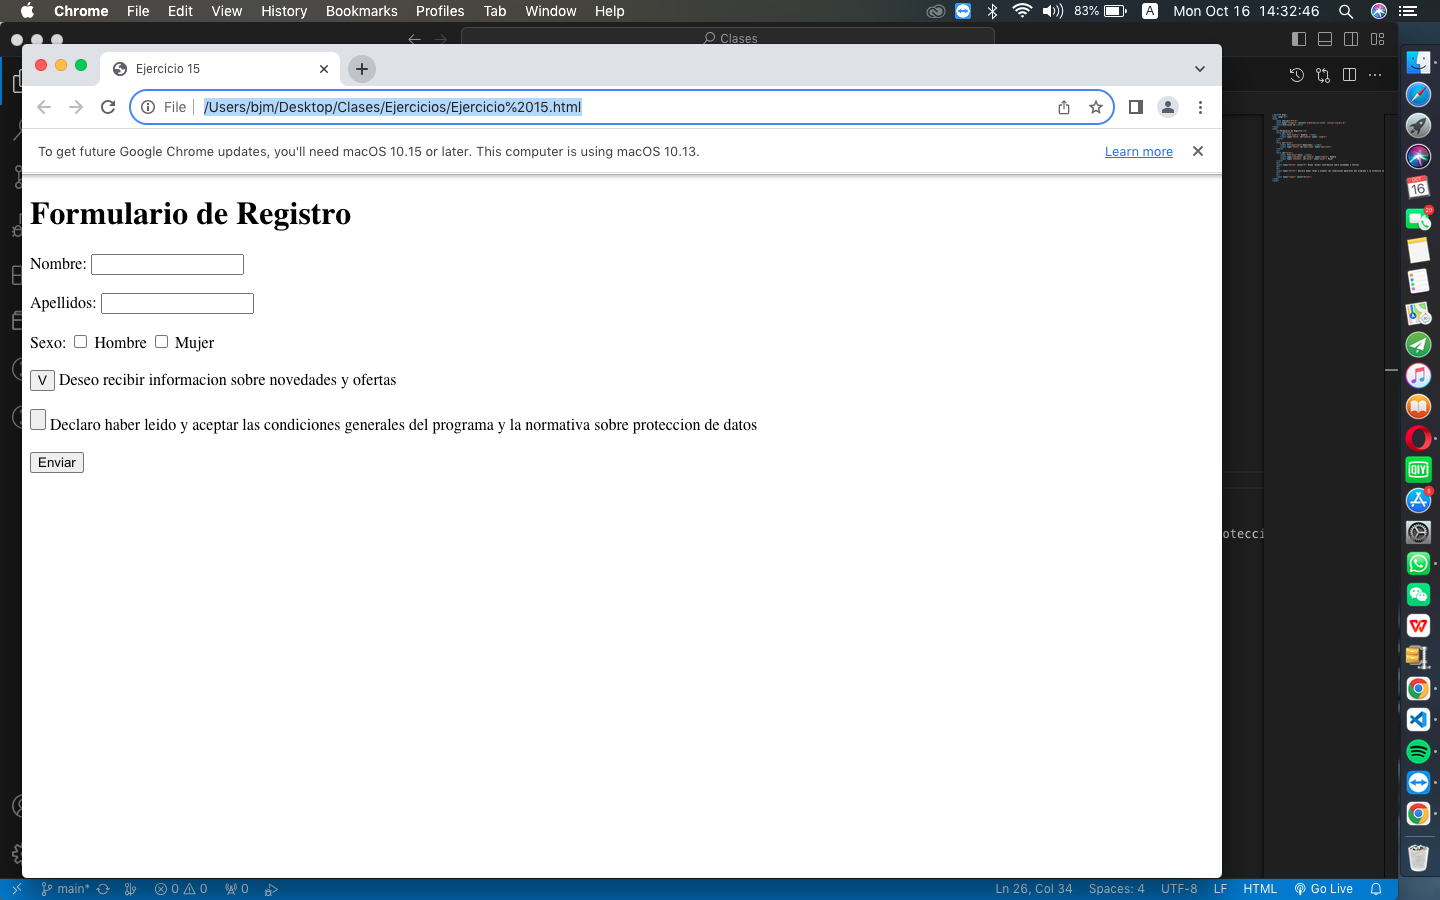 Chrome File Edit View History Bookmarks Profiles Tab Window Help 83% A Mon Oct 16 14:32:46
Clases
Ejercicio 15
File /Users/bjm/Desktop/Clases/Ejercicios/Ejercicio%2015.html
To get future Google Chrome updates, you'll need macOS 10.15 or later. This computer is using macOS 10.13. Learn more
Formulario de Registro
Nombre:
Apellidos:
Sexo: Hombre Mujer
V Deseo recibir informacion sobre novedades y ofertas
Declaro haber leido y aceptar las condiciones generales del programa y la normativa sobre proteccion de datos
Enviar
otecci
OCT
16
20
QIY
5
main* 0 0 0 Ln 26, Col 34 Spaces: 4 UTF-8 LF HTML Go Live